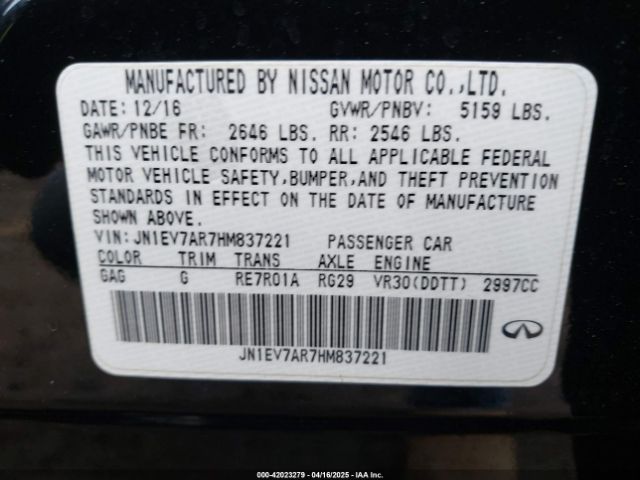 MANUFACTURED BY NISSAN MOTOR CO.,LTD.
DATE: 12/16 GVWR/PNBV: 5159 LBS.
GAWR/PNBE FR: 2646 LBS. RR: 2546 LBS.
THIS VEHICLE CONFORMS TO ALL APPLICABLE FEDERAL
MOTOR VEHICLE SAFETY,BUMPER,AND THEFT PREVENTION
STANDARDS IN EFFECT ON THE DATE OF MANUFACTURE
SHOWN ABOVE.
VIN: JN1EV7AR7HM837221 PASSENGER CAR
COLOR TRIM TRANS AXLE ENGINE
GAG G RE7R01A RG29 VR30(DDTT) 2997CC
JN1EV7AR7HM837221
000-42023279 - 04/16/2025 - IAAI.COM